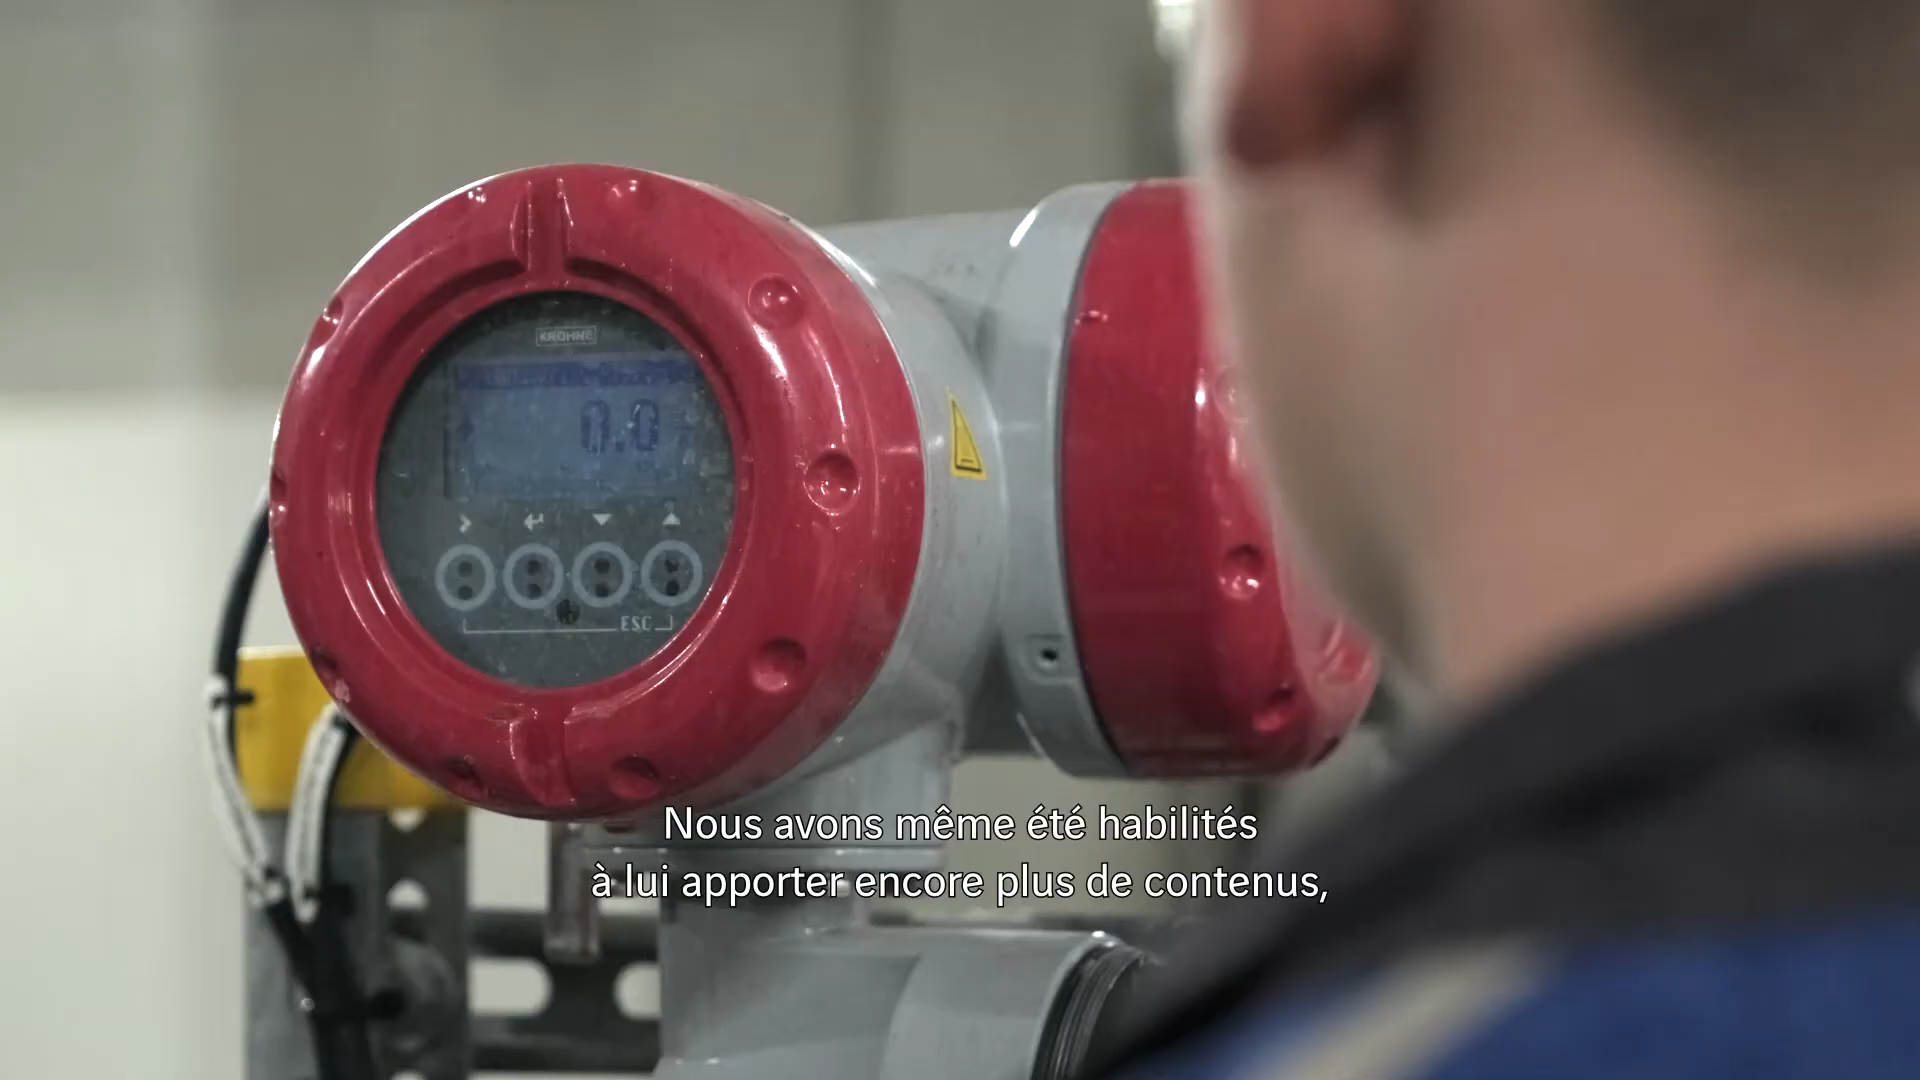 KROHNE
0.0
ESC
Nous avons même été habilités
à lui apporter encore plus de contenus,